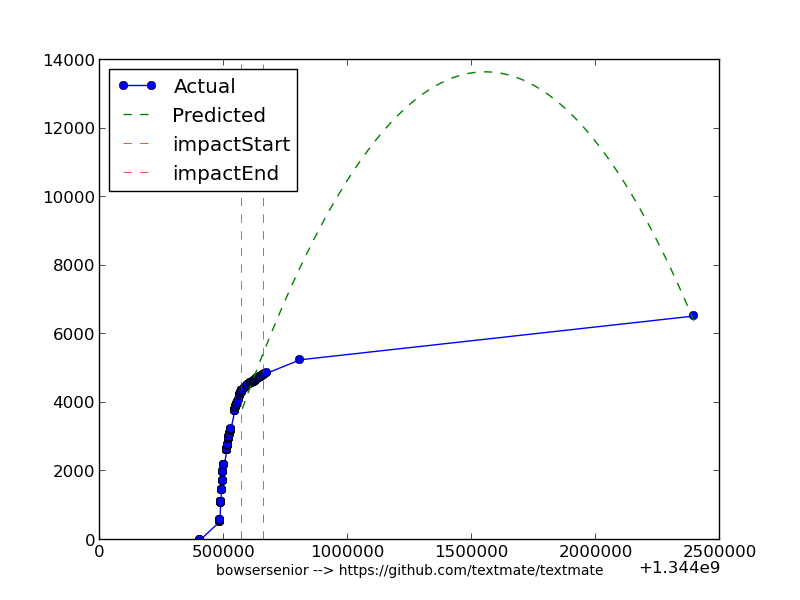 14000
12000
10000
8000
6000
4000
2000
0
Actual
Predicted
impactStart
impactEnd
0 500000 1000000 1500000 2000000 2500000
+1.344e9
bowsersenior --> https://github.com/textmate/textmate